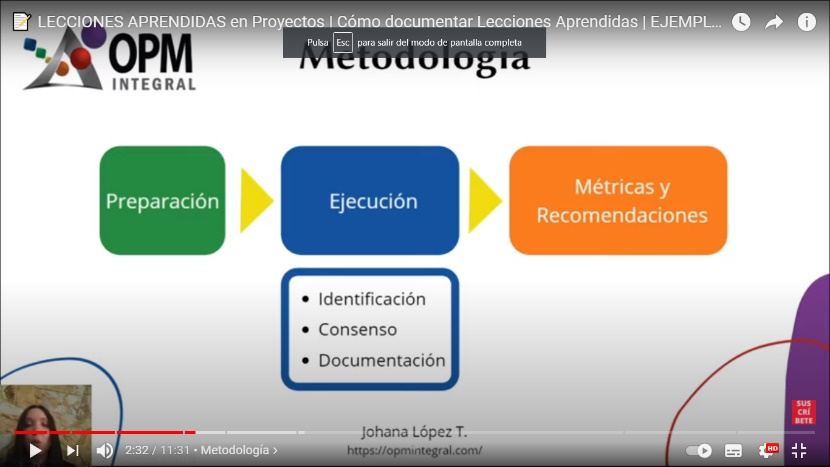 LECCIONES APRENDIDAS en Proyectos | Cómo documentar Lecciones Aprendidas | EJEMPL...
Pulsa Esc para salir del modo de pantalla completa
OPM
INTEGRAL
Metodología
Preparación
Ejecución
Métricas y
Recomendaciones
• Identificación
• Consenso
• Documentación
SUS
CRÍ
BETE
Johana López T.
https://opmintegral.com/
2:32 / 11:31 • Metodología >
HD